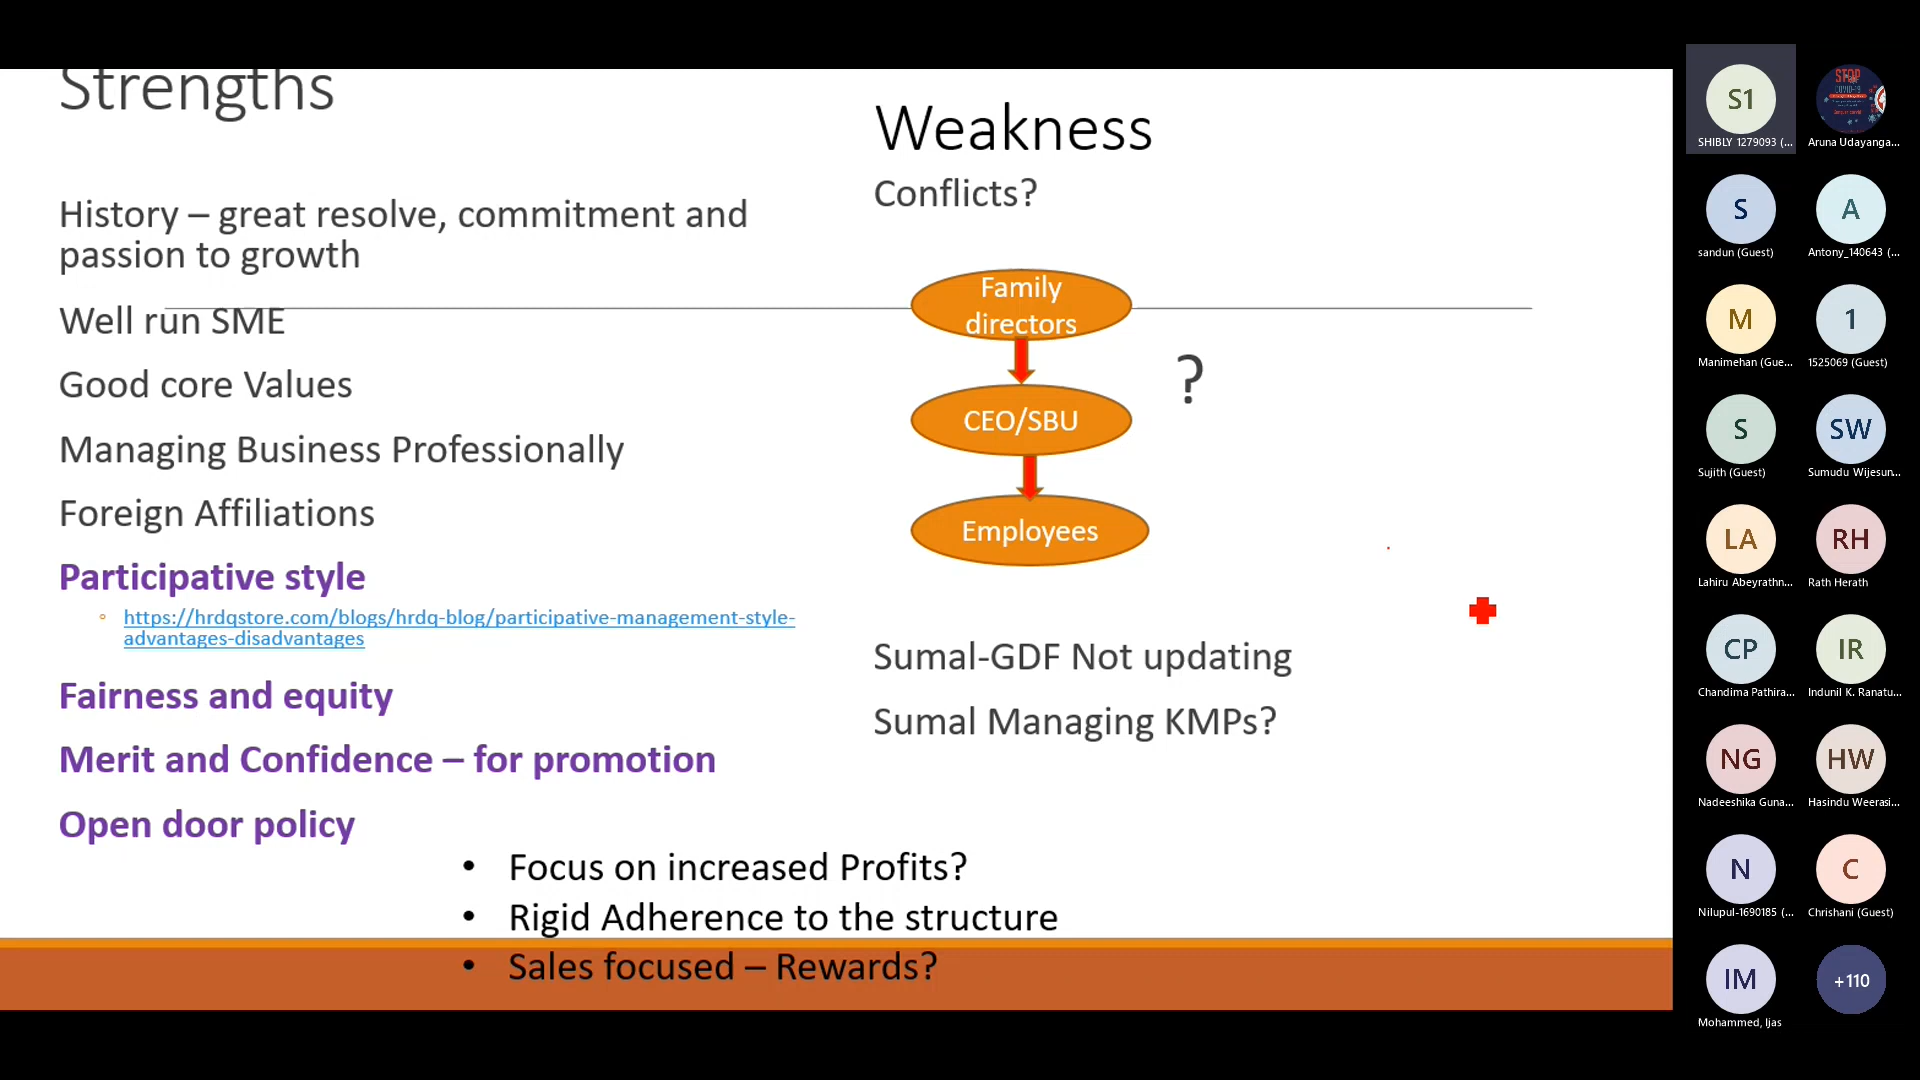 Strengths
History – great resolve, commitment and
passion to growth
Well run SME
Good core Values
Managing Business Professionally
Foreign Affiliations
Participative style
https://hrdqstore.com/blogs/hrdq-blog/participative-management-style-
advantages-disadvantages
Fairness and equity
Merit and Confidence – for promotion
Open door policy
Weakness
Conflicts?
Family
directors
?
CEO/SBU
Employees
Sumal-GDF Not updating
Sumal Managing KMPs?
• Focus on increased Profits?
• Rigid Adherence to the structure
• Sales focused – Rewards?
S1
SHIBLY 1279093 (...
STOP
COVID-19
Aruna Udayanga...
S
sandun (Guest)
A
Antony_140643 (...
M
Manimehan (Gue...
1
1525069 (Guest)
S
Sujith (Guest)
SW
Sumudu Wijesun...
LA
Lahiru Abeyrathn...
RH
Rath Herath
CP
Chandima Pathira...
IR
Indunil K. Ranatu...
NG
Nadeeshika Guna...
HW
Hasindu Weerasi...
N
Nilupul-1690185 (...
C
Chrishani (Guest)
IM
Mohammed, Ijas
+110